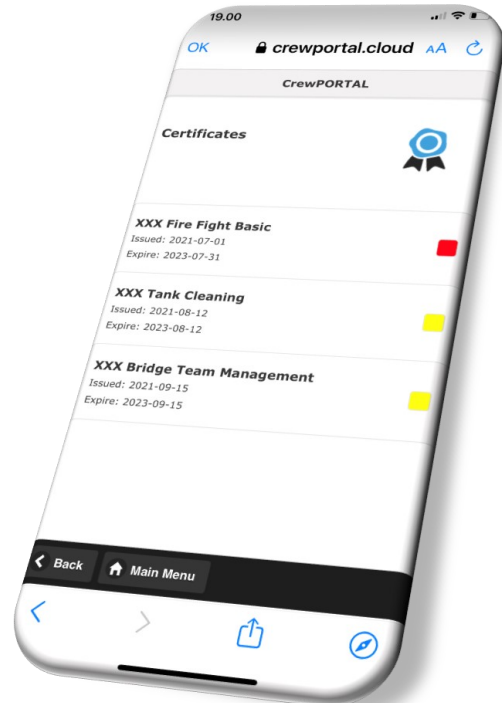 19.00
OK crewportal.cloud AA
CrewPORTAL
Certificates
XXX Fire Fight Basic
Issued: 2021-07-01
Expire: 2023-07-31
XXX Tank Cleaning
Issued: 2021-08-12
Expire: 2023-08-12
XXX Bridge Team Management
Issued: 2021-09-15
Expire: 2023-09-15
Back Main Menu